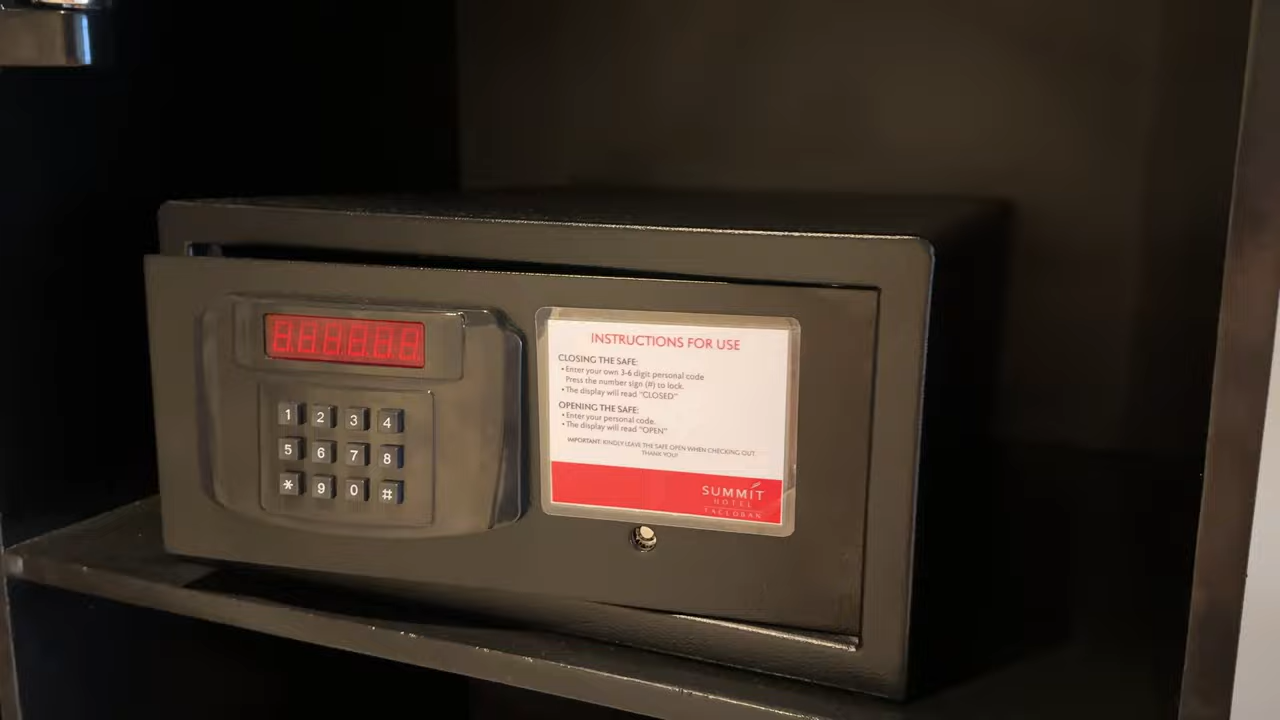 1 2 3 4
5 6 7 8
* 9 0 #
INSTRUCTIONS FOR USE
CLOSING THE SAFE:
• Enter your own 3-6 digit personal code
Press the number sign (#) to lock.
• The display will read "CLOSED"
OPENING THE SAFE:
• Enter your personal code.
• The display will read "OPEN"
IMPORTANT: KINDLY LEAVE THE SAFE OPEN WHEN CHECKING OUT.
THANK YOU!
SUMMIT
HOTEL
TACLOBAN